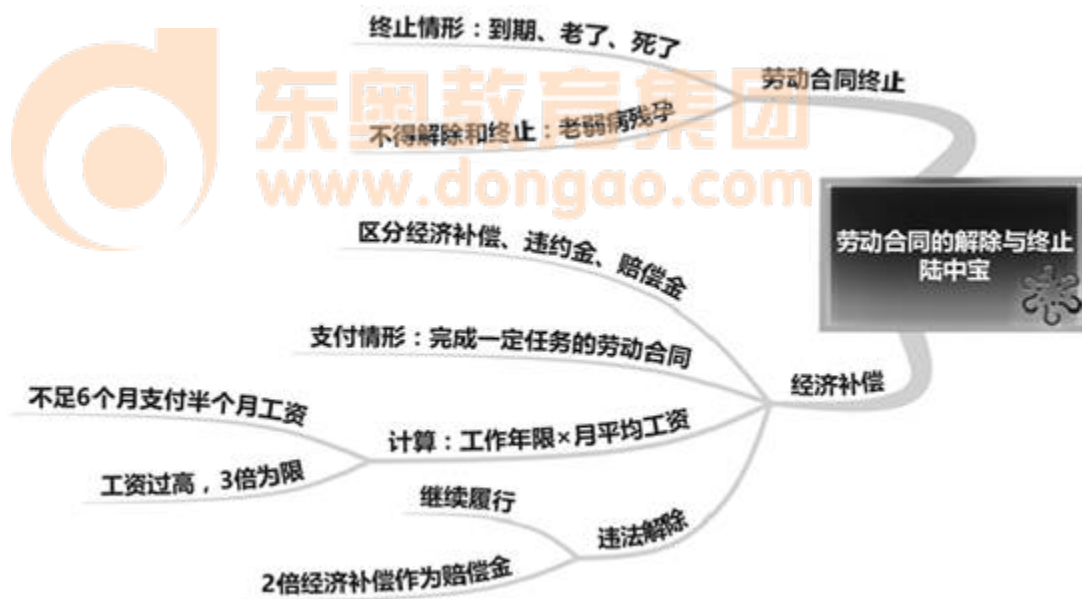 终止情形：到期、老了、死了
劳动合同终止
不得解除和终止：老弱病残孕
东奥教育集团
www.dongao.com
劳动合同的解除与终止
陆中宝
区分经济补偿、违约金、赔偿金
支付情形：完成一定任务的劳动合同
经济补偿
不足6个月支付半个月工资
计算：工作年限×月平均工资
工资过高，3倍为限
继续履行
违法解除
2倍经济补偿作为赔偿金